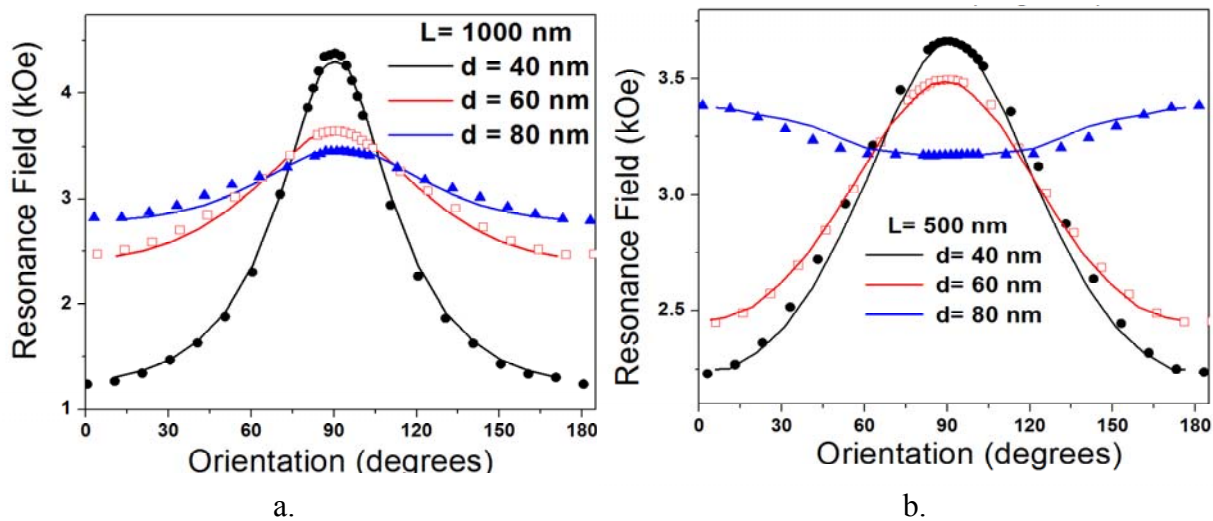 L= 1000 nm
d = 40 nm
d = 60 nm
d = 80 nm
Resonance Field (kOe)
4
3
2
1
0 30 60 90 120 150 180
Orientation (degrees)
a.
L= 500 nm
d= 40 nm
d= 60 nm
d= 80 nm
Resonance Field (kOe)
3.5
3.0
2.5
0 30 60 90 120 150 180
Orientation (degrees)
b.